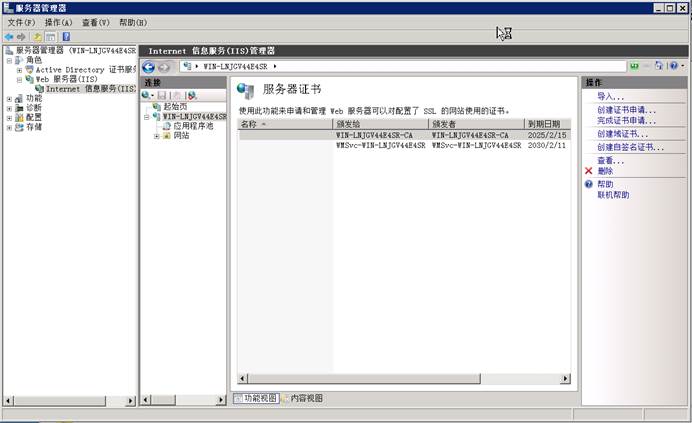 服务器管理器
文件(F) 操作(A) 查看(V) 帮助(H)
服务器管理器 (WIN-LNJGV44E4SR
角色
Active Directory 证书服务
Web 服务器(IIS)
Internet 信息服务(IIS)
功能
诊断
配置
存储
Internet 信息服务(IIS)管理器
WIN-LNJGV44E4SR
连接
起始页
WIN-LNJGV44E4SR
应用程序池
网站
服务器证书
使用此功能来申请和管理 Web 服务器可以对配置了 SSL 的网站使用的证书。
名称 颁发给 颁发者 到期日期
WIN-LNJGV44E4SR-CA WIN-LNJGV44E4SR-CA 2025/2/15
WMSvc-WIN-LNJGV44E4SR WMSvc-WIN-LNJGV44E4SR 2030/2/11
功能视图 内容视图
操作
导入...
创建证书申请...
完成证书申请...
创建域证书...
创建自签名证书...
查看...
删除
帮助
联机帮助